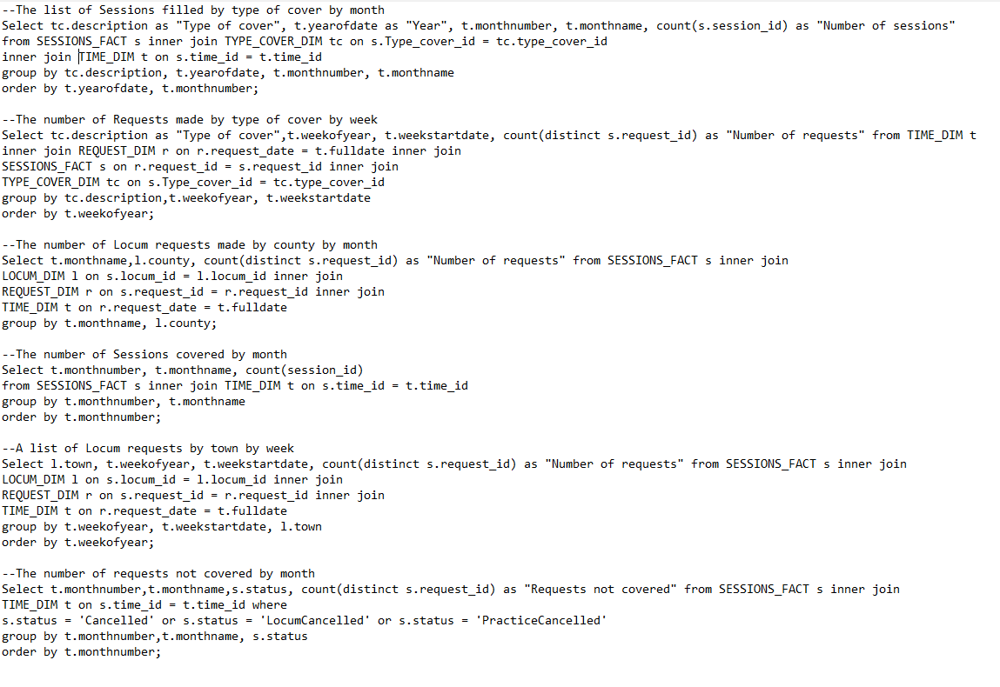 --The list of Sessions filled by type of cover by month
Select tc.description as "Type of cover", t.yearofdate as "Year", t.monthnumber, t.monthname, count(s.session_id) as "Number of sessions"
from SESSIONS_FACT s inner join TYPE_COVER_DIM tc on s.Type_cover_id = tc.type_cover_id
inner join TIME_DIM t on s.time_id = t.time_id
group by tc.description, t.yearofdate, t.monthnumber, t.monthname
order by t.yearofdate, t.monthnumber;
--The number of Requests made by type of cover by week
Select tc.description as "Type of cover",t.weekofyear, t.weekstartdate, count(distinct s.request_id) as "Number of requests" from TIME_DIM t
inner join REQUEST_DIM r on r.request_date = t.fulldate inner join
SESSIONS_FACT s on r.request_id = s.request_id inner join
TYPE_COVER_DIM tc on s.Type_cover_id = tc.type_cover_id
group by tc.description,t.weekofyear, t.weekstartdate
order by t.weekofyear;
--The number of Locum requests made by county by month
Select t.monthname,l.county, count(distinct s.request_id) as "Number of requests" from SESSIONS_FACT s inner join
LOCUM_DIM l on s.locum_id = l.locum_id inner join
REQUEST_DIM r on s.request_id = r.request_id inner join
TIME_DIM t on r.request_date = t.fulldate
group by t.monthname, l.county;
--The number of Sessions covered by month
Select t.monthnumber, t.monthname, count(session_id)
from SESSIONS_FACT s inner join TIME_DIM t on s.time_id = t.time_id
group by t.monthnumber, t.monthname
order by t.monthnumber;
--A list of Locum requests by town by week
Select l.town, t.weekofyear, t.weekstartdate, count(distinct s.request_id) as "Number of requests" from SESSIONS_FACT s inner join
LOCUM_DIM l on s.locum_id = l.locum_id inner join
REQUEST_DIM r on s.request_id = r.request_id inner join
TIME_DIM t on r.request_date = t.fulldate
group by t.weekofyear, t.weekstartdate, l.town
order by t.weekofyear;
--The number of requests not covered by month
Select t.monthnumber,t.monthname,s.status, count(distinct s.request_id) as "Requests not covered" from SESSIONS_FACT s inner join
TIME_DIM t on s.time_id = t.time_id where
s.status = 'Cancelled' or s.status = 'LocumCancelled' or s.status = 'PracticeCancelled'
group by t.monthnumber,t.monthname, s.status
order by t.monthnumber;